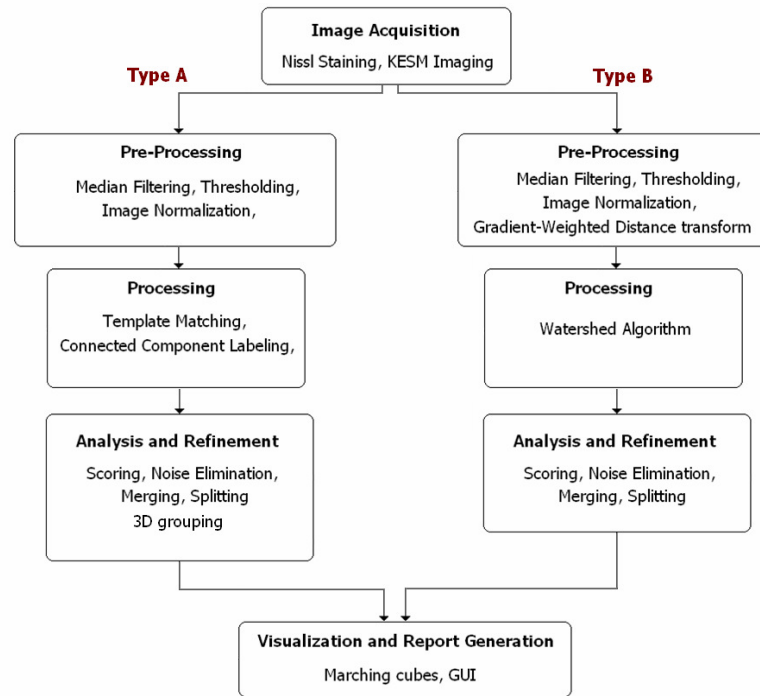 Image Acquisition
Nissl Staining, KESM Imaging
Type A
Type B
Pre-Processing
Median Filtering, Thresholding,
Image Normalization,
Pre-Processing
Median Filtering, Thresholding,
Image Normalization,
Gradient-Weighted Distance transform
Processing
Template Matching,
Connected Component Labeling,
Processing
Watershed Algorithm
Analysis and Refinement
Scoring, Noise Elimination,
Merging, Splitting
3D grouping
Analysis and Refinement
Scoring, Noise Elimination,
Merging, Splitting
Visualization and Report Generation
Marching cubes, GUI